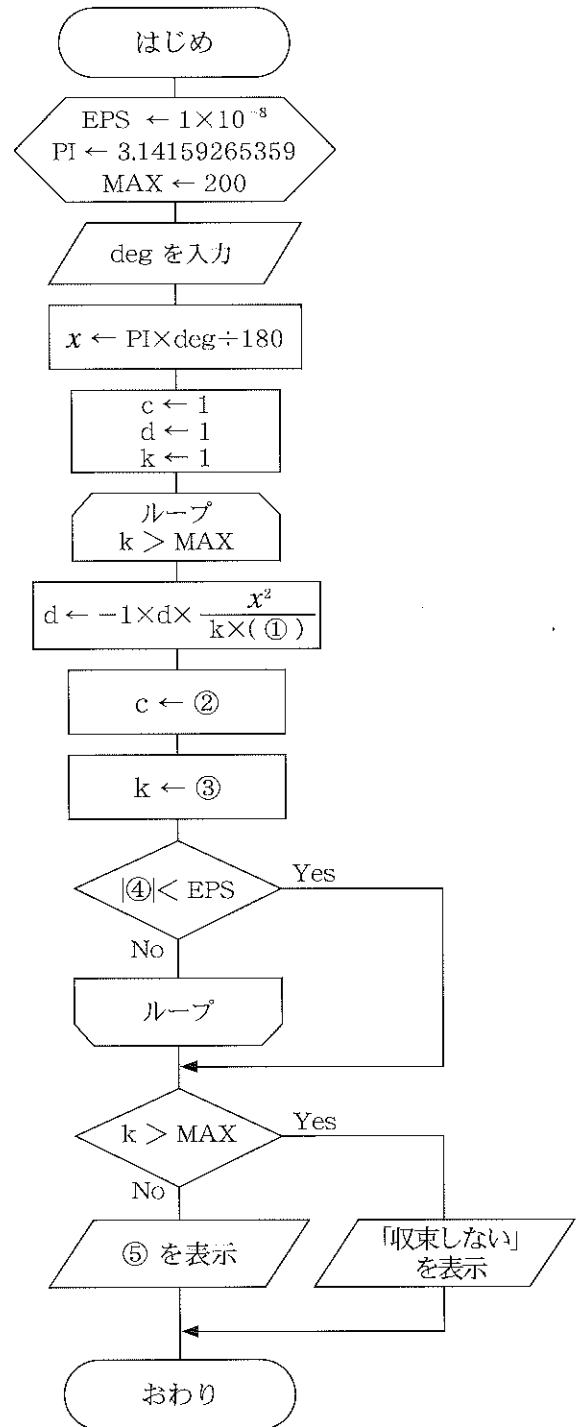 はじめ
EPS ← 1×10⁻⁸
PI ← 3.14159265359
MAX ← 200
deg を入力
x ← PI×deg÷180
c ← 1
d ← 1
k ← 1
ループ
k > MAX
d ← −1×d× x² / k×( ① )
c ← ②
k ← ③
|④|< EPS
Yes
No
ループ
k > MAX
Yes
No
⑤ を表示
「収束しない」
を表示
おわり